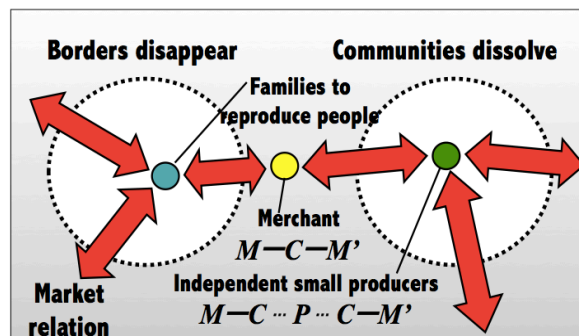 Borders disappear
Communities dissolve
Families to
reproduce people
Merchant
M—C—M’
Independent small producers
M—C ··· P ··· C—M’
Market
relation